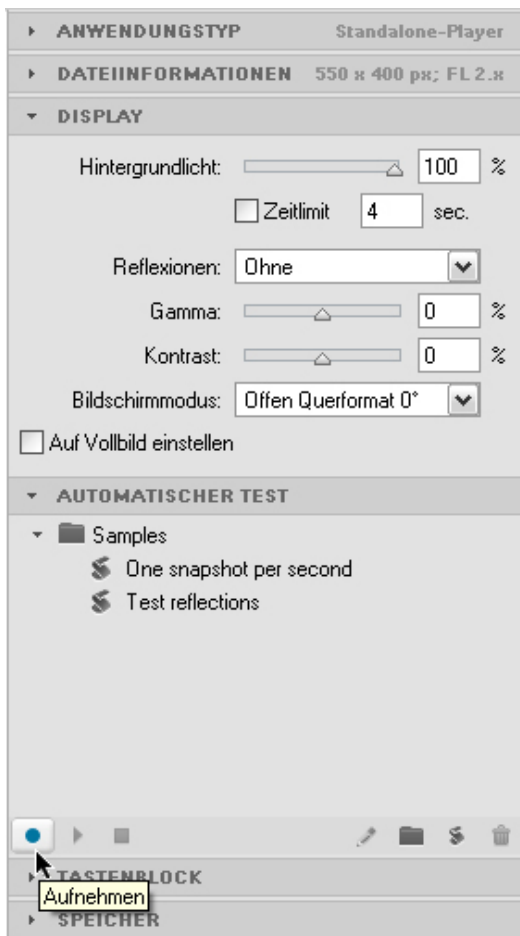 ANWENDUNGSTYP Standalone-Player
DATEIINFORMATIONEN 550 x 400 px; FL 2.x
DISPLAY
Hintergrundlicht: 100 %
Zeitlimit 4 sec.
Reflexionen: Ohne
Gamma: 0 %
Kontrast: 0 %
Bildschirmmodus: Offen Querformat 0°
Auf Vollbild einstellen
AUTOMATISCHER TEST
Samples
One snapshot per second
Test reflections
TASTENBLOCK
Aufnehmen
SPEICHER